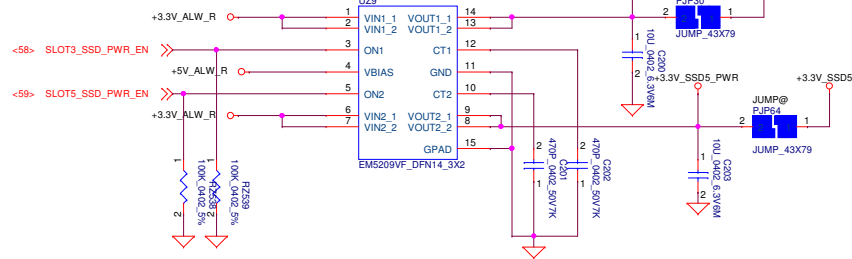 UZ9
PJP30
+3.3V_ALW_R
1 VIN1_1 VOUT1_1 14
2 VIN1_2 VOUT1_2 13
2 1
JUMP_43X79
<58> SLOT3_SSD_PWR_EN
3 ON1 CT1 12
1
2
C200
10U_0402_6.3V6M
+5V_ALW_R
4 VBIAS GND 11
+3.3V_SSD5_PWR
+3.3V_SSD5
<59> SLOT5_SSD_PWR_EN
5 ON2 CT2 10
+3.3V_ALW_R
6 VIN2_1 VOUT2_1 9
7 VIN2_2 VOUT2_2 8
JUMP@
PJP64
2 1
JUMP_43X79
GPAD 15
EM5209VF_DFN14_3X2
1
2
RZ538
100K_0402_5%
1
2
RZ539
100K_0402_5%
2
1
C201
470P_0402_50V7K
2
1
C202
470P_0402_50V7K
1
2
C203
10U_0402_6.3V6M